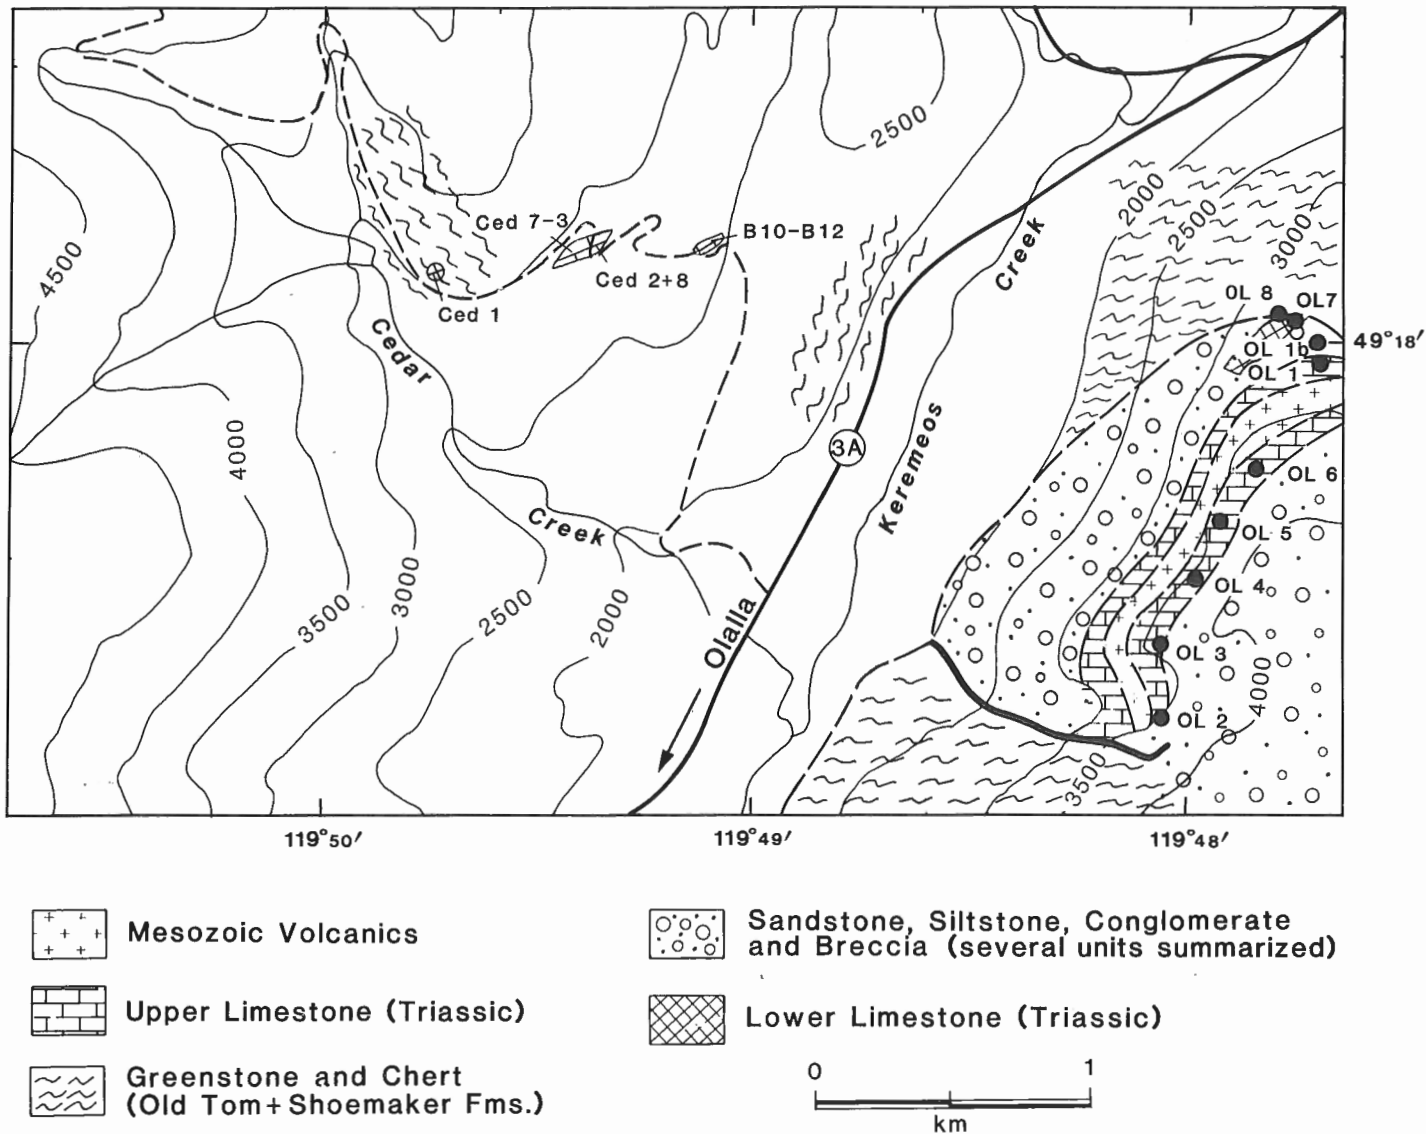 2500
2000
2500
3000
4500
Ced 7-3
B10-B12
Ced 2+8
Ced 1
Creek
OL 8
OL7
49°18′
OL 1b
OL 1
Cedar
4000
3A
Keremeos
OL 6
Creek
OL 5
3500
3000
2500
2000
OL 4
Olalla
OL 3
4000
OL 2
3500
119°50′
119°49′
119°48′
Mesozoic Volcanics
Sandstone, Siltstone, Conglomerate
and Breccia (several units summarized)
Upper Limestone (Triassic)
Lower Limestone (Triassic)
Greenstone and Chert
(Old Tom+Shoemaker Fms.)
0
1
km